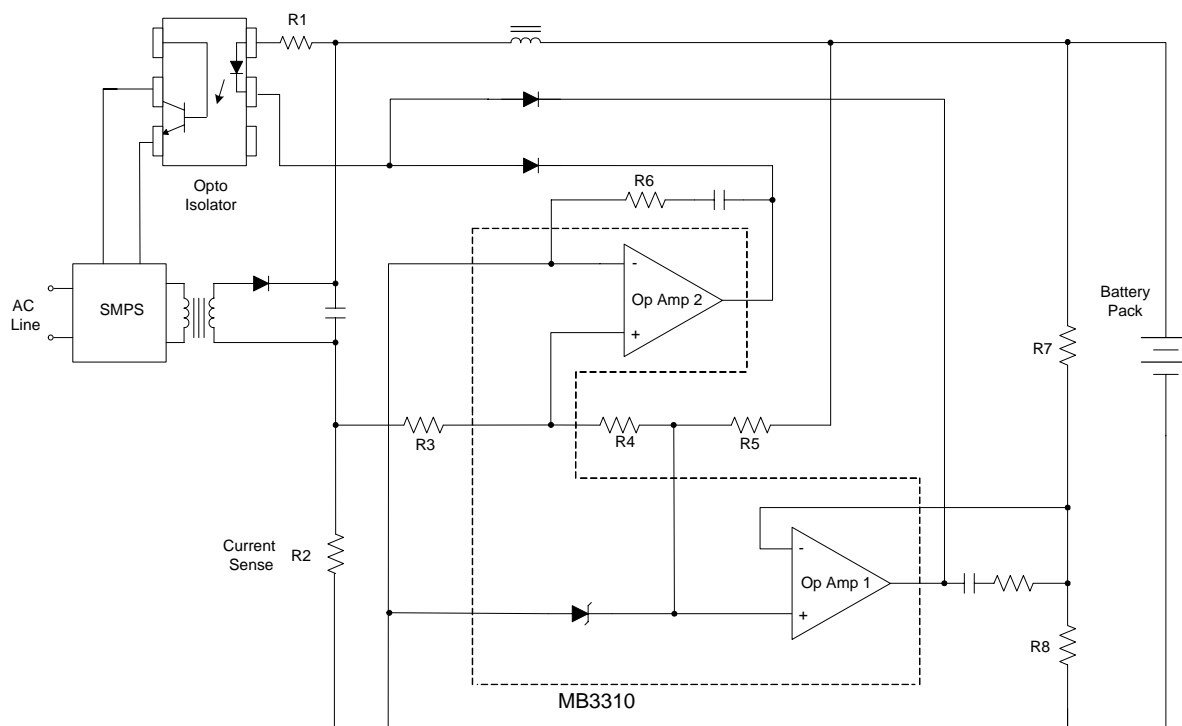 R1
Opto
Isolator
R6
-
Op Amp 2
+
AC
Line
SMPS
Battery
Pack
R7
R3
R4
R5
Current
Sense
R2
-
Op Amp 1
+
R8
MB3310